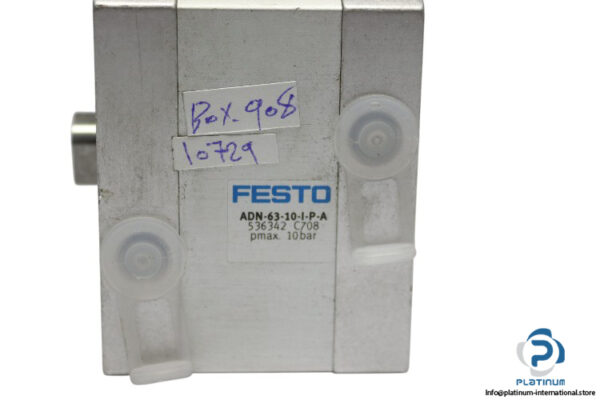 Box.908
10729
FESTO
ADN-63-10-I-P-A
536342 C708
pmax. 10bar
PLATINUM
Info@platinum-international.store